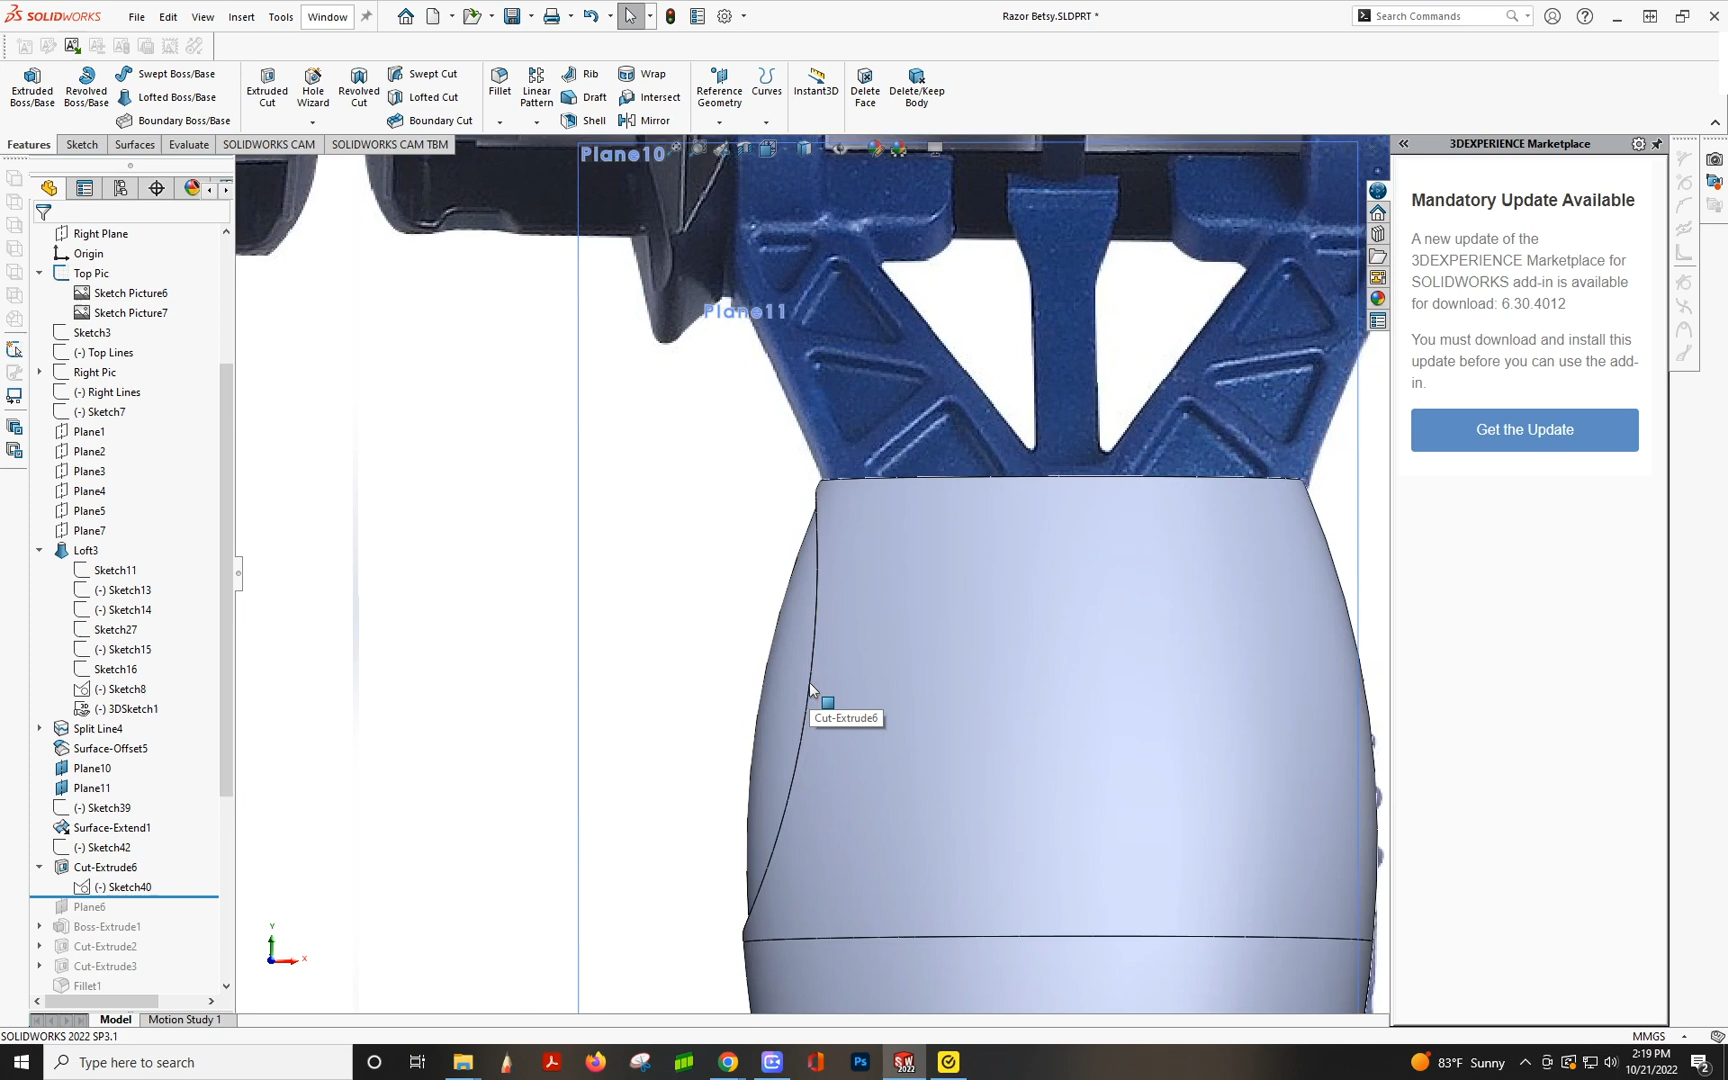 SOLIDWORKS File Edit View Insert Tools Window Razor Betsy.SLDPRT * Search Commands
Extruded Boss/Base
Revolved Boss/Base
Swept Boss/Base
Lofted Boss/Base
Boundary Boss/Base
Extruded Cut
Hole Wizard
Revolved Cut
Swept Cut
Lofted Cut
Boundary Cut
Fillet
Linear Pattern
Rib
Draft
Shell
Wrap
Intersect
Mirror
Reference Geometry
Curves
Instant3D
Delete Face
Delete/Keep Body
Features Sketch Surfaces Evaluate SOLIDWORKS CAM SOLIDWORKS CAM TBM
Right Plane
Origin
Top Pic
Sketch Picture6
Sketch Picture7
Sketch3
(-) Top Lines
Right Pic
(-) Right Lines
(-) Sketch7
Plane1
Plane2
Plane3
Plane4
Plane5
Plane7
Loft3
Sketch11
(-) Sketch13
(-) Sketch14
Sketch27
(-) Sketch15
Sketch16
(-) Sketch8
(-) 3DSketch1
Split Line4
Surface-Offset5
Plane10
Plane11
(-) Sketch39
Surface-Extend1
(-) Sketch42
Cut-Extrude6
(-) Sketch40
Plane6
Boss-Extrude1
Cut-Extrude2
Cut-Extrude3
Fillet1
Plane10
Plane11
Cut-Extrude6
Y
X
3DEXPERIENCE Marketplace
Mandatory Update Available
A new update of the
3DEXPERIENCE Marketplace for
SOLIDWORKS add-in is available
for download: 6.30.4012
You must download and install this
update before you can use the add-
in.
Get the Update
Model Motion Study 1
SOLIDWORKS 2022 SP3.1 MMGS
Type here to search
83°F Sunny
2:19 PM
10/21/2022